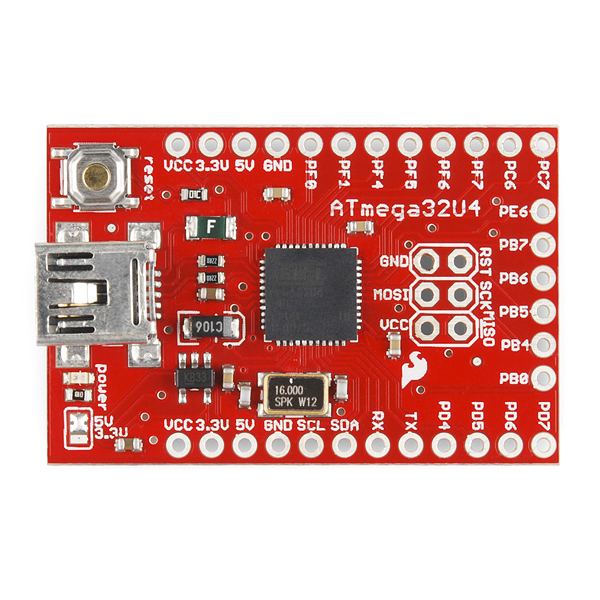 VCC 3.3V 5V GND PF0 PF1 PF4 PF5 PF6 PF7 PC6 PC7
reset
ATmega32U4
PE6
F
PB7
GND RST
PB6
MOSI SCK
PB5
VCC MISO
C106
PB4
KB33
16.000
SPK W12
PB0
power
5V
3.3V
VCC 3.3V 5V GND SCL SDA RX TX PD4 PD5 PD6 PD7